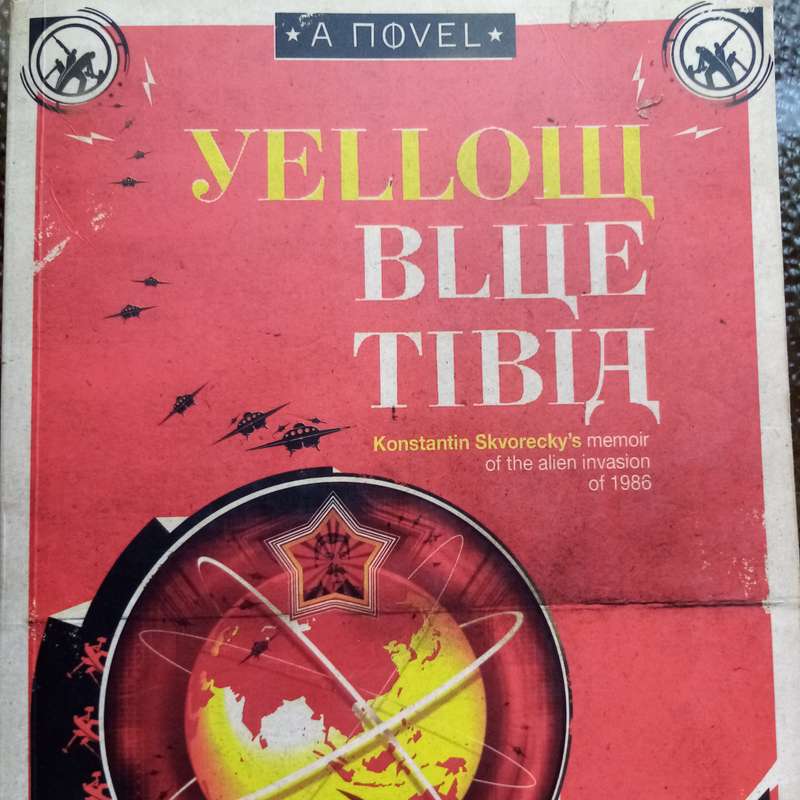 ★ A ПФVEL ★
УELLOЩ
BLЦE
TIBIД
Konstantin Skvorecky's memoir
of the alien invasion
of 1986